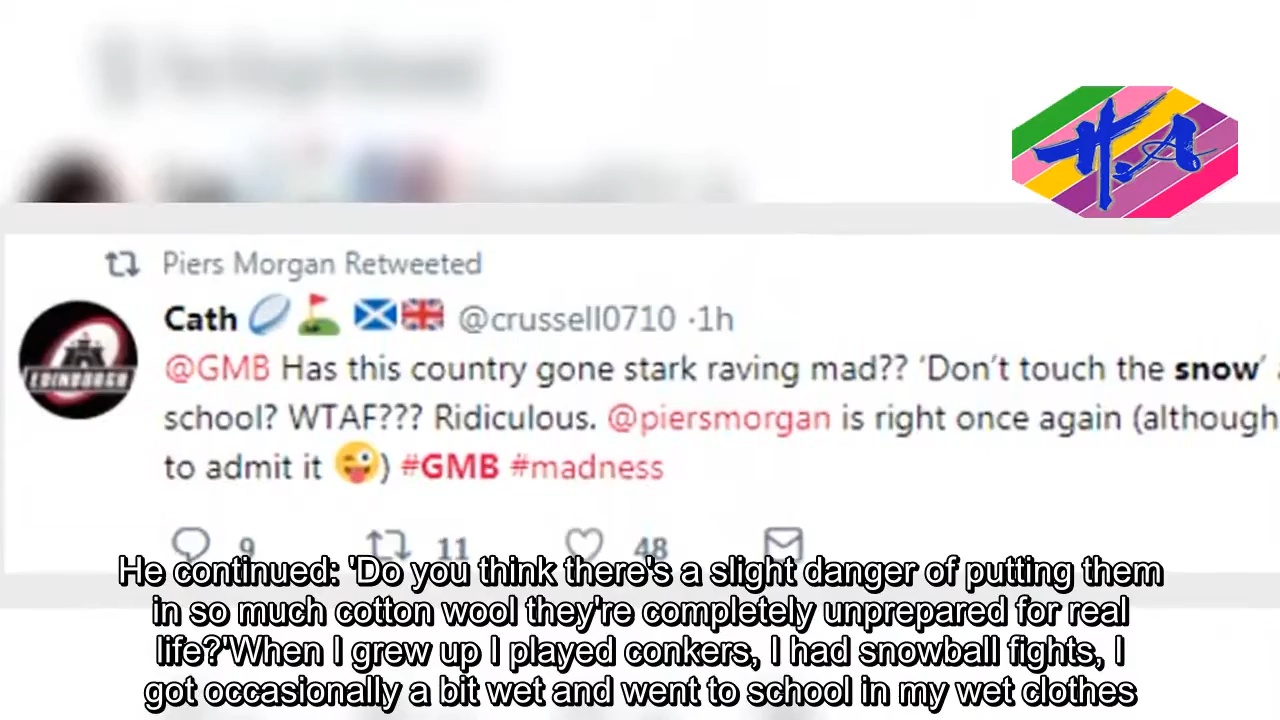 H.A
Piers Morgan Retweeted
Cath 🏉⛳🏴󠁧󠁢󠁳󠁣󠁴󠁿🇬🇧 @crussell0710 · 1h
@GMB Has this country gone stark raving mad?? ‘Don’t touch the snow’
school? WTAF??? Ridiculous. @piersmorgan is right once again (although
to admit it 😜) #GMB #madness
EDINBURGH
9 11 48
He continued: 'Do you think there's a slight danger of putting them
in so much cotton wool they're completely unprepared for real
life?'When I grew up I played conkers, I had snowball fights, I
got occasionally a bit wet and went to school in my wet clothes